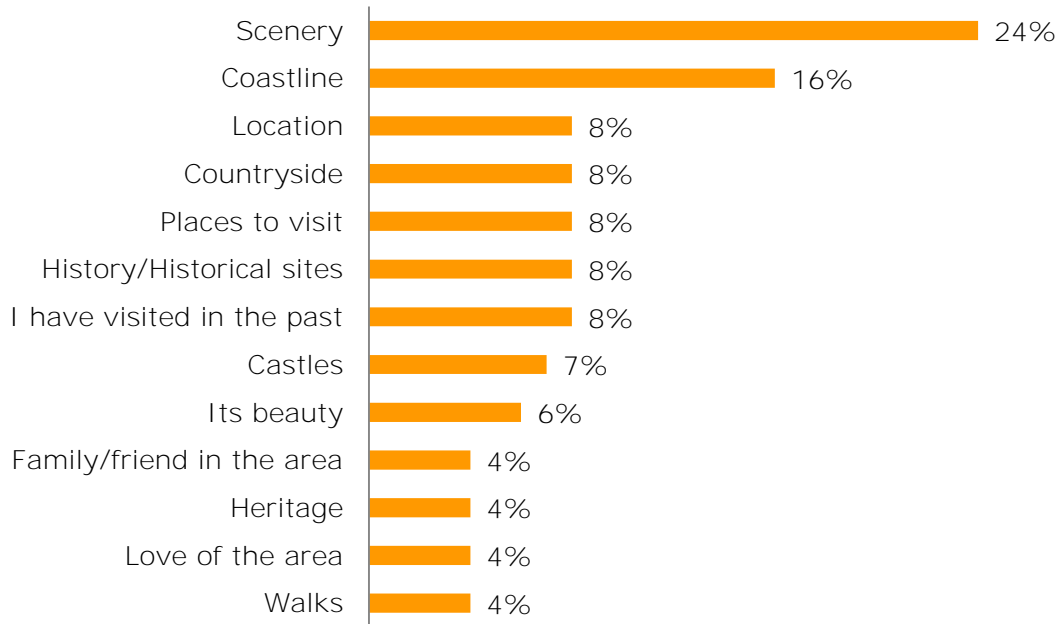 Scenery 24%
Coastline 16%
Location 8%
Countryside 8%
Places to visit 8%
History/Historical sites 8%
I have visited in the past 8%
Castles 7%
Its beauty 6%
Family/friend in the area 4%
Heritage 4%
Love of the area 4%
Walks 4%